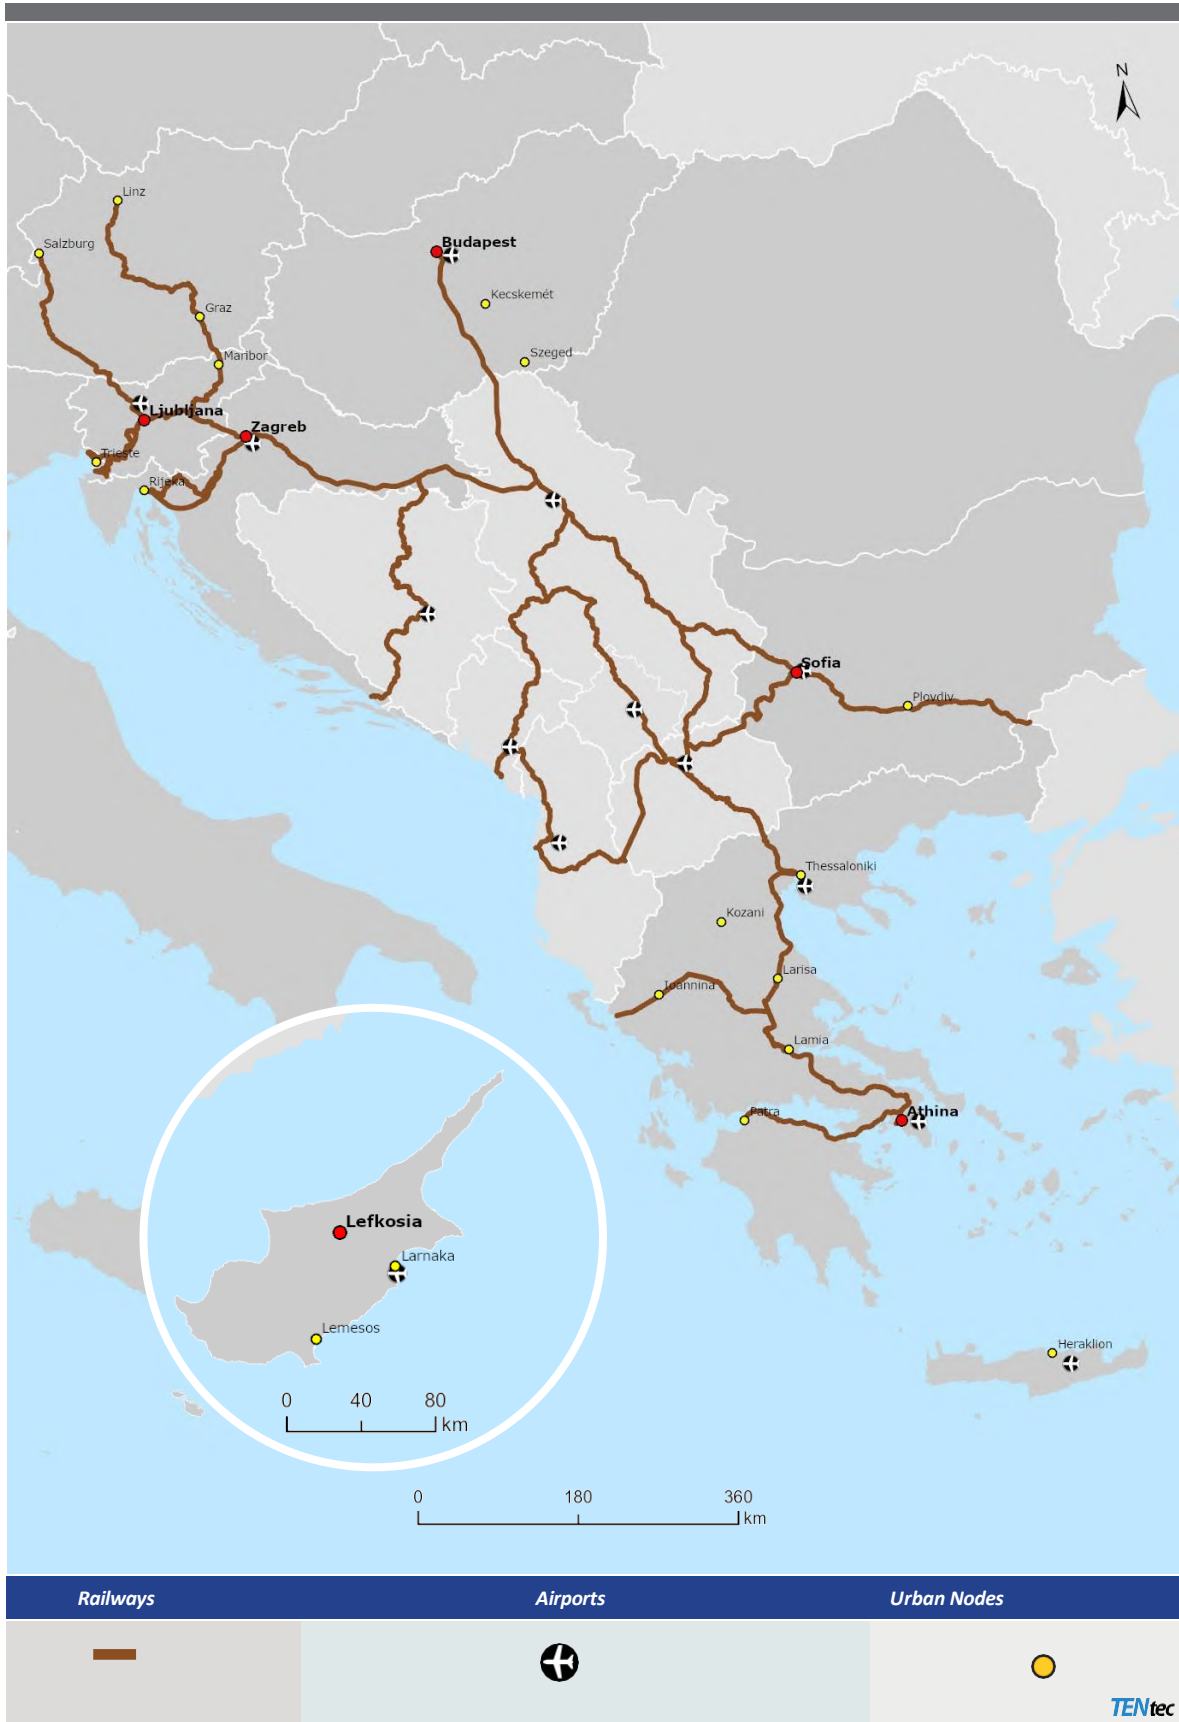 N
Linz
Salzburg
Budapest
Kecskemét
Graz
Szeged
Maribor
Ljubljana
Zagreb
Trieste
Rijeka
Sofia
Plovdiv
Thessaloniki
Kozani
Larisa
Ioannina
Lamia
Patra
Athina
Lefkosia
Larnaka
Lemesos
Heraklion
0 40 80
km
0 180 360
km
Railways Airports Urban Nodes
TENtec